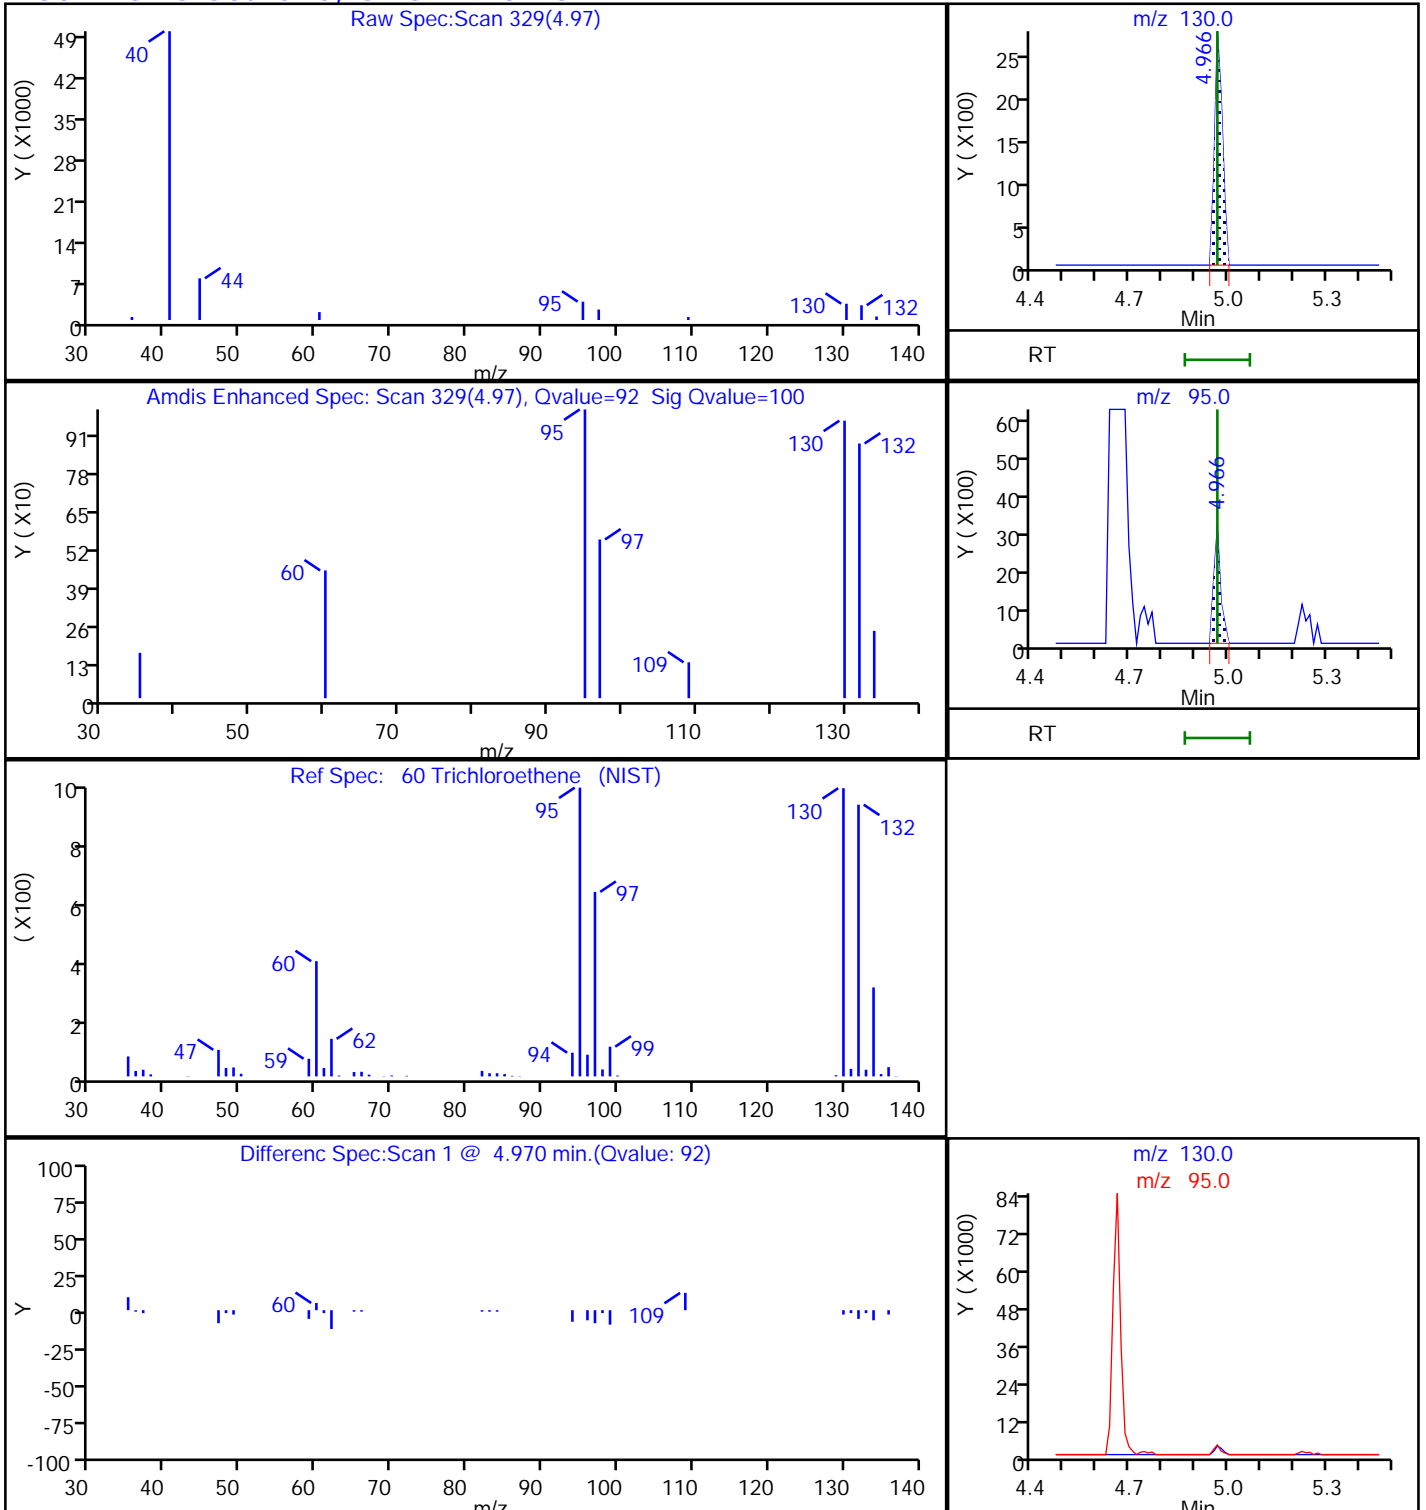 Raw Spec:Scan 329(4.97)
Y ( X1000)
49
42
35
28
21
14
7
0
40
44
95
130
132
30 40 50 60 70 80 90 100 110 120 130 140
m/z
m/z 130.0
Y ( X100)
25
20
15
10
5
0
4.966
4.4 4.7 5.0 5.3
Min
RT
Amdis Enhanced Spec: Scan 329(4.97), Qvalue=92 Sig Qvalue=100
Y ( X10)
91
78
65
52
39
26
13
0
60
95
97
109
130
132
30 50 70 90 110 130
m/z
m/z 95.0
Y ( X100)
60
50
40
30
20
10
0
4.966
4.4 4.7 5.0 5.3
Min
RT
Ref Spec: 60 Trichloroethene (NIST)
( X100)
10
8
6
4
2
0
47
59
60
62
94
95
97
99
130
132
30 40 50 60 70 80 90 100 110 120 130 140
Differenc Spec:Scan 1 @ 4.970 min.(Qvalue: 92)
Y
100
75
50
25
0
-25
-50
-75
-100
60
109
30 40 50 60 70 80 90 100 110 120 130 140
m/z
m/z 130.0
m/z 95.0
Y ( X1000)
84
72
60
48
36
24
12
0
4.4 4.7 5.0 5.3
Min